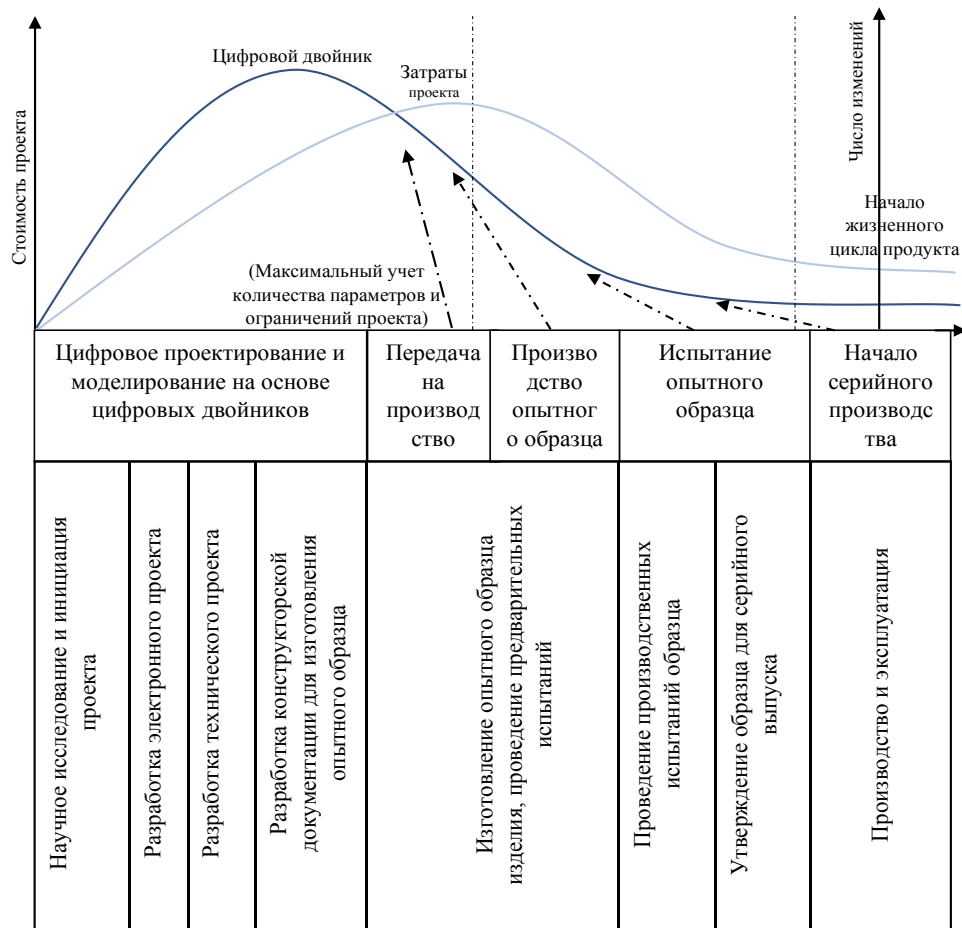 Стоимость проекта
Цифровой двойник
Затраты
проекта
Число изменений
Начало
жизненного
цикла продукта
(Максимальный учет
количества параметров и
ограничений проекта)
Цифровое проектирование и
моделирование на основе
цифровых двойников
Передача
на
производ
ство
Произво
дство
опытног
о образца
Испытание
опытного
образца
Начало
серийного
производс
тва
Научное исследование и инициация
проекта
Разработка электронного проекта
Разработка технического проекта
Разработка конструкторской
документации для изготовления
опытного образца
Изготовление опытного образца
изделия, проведение предварительных
испытаний
Проведение производственных
испытаний образца
Утверждение образца для серийного
выпуска
Производство и эксплуатация